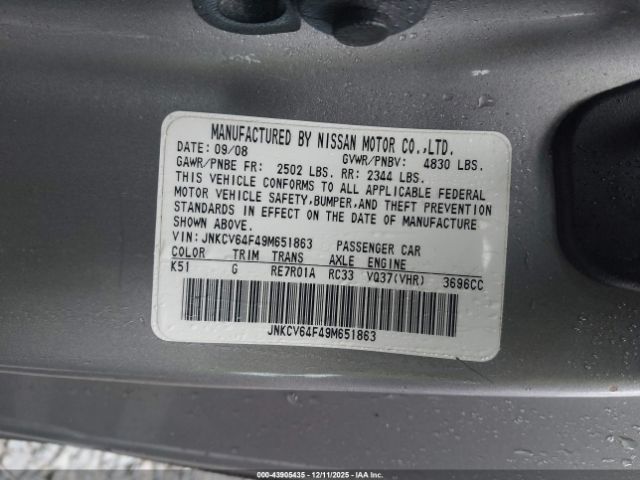 MANUFACTURED BY NISSAN MOTOR CO.,LTD.
DATE: 09/08 GVWR/PNBV: 4830 LBS.
GAWR/PNBE FR: 2502 LBS. RR: 2344 LBS.
THIS VEHICLE CONFORMS TO ALL APPLICABLE FEDERAL
MOTOR VEHICLE SAFETY, BUMPER, AND THEFT PREVENTION
STANDARDS IN EFFECT ON THE DATE OF MANUFACTURE
SHOWN ABOVE.
VIN: JNKCV64F49M651863 PASSENGER CAR
COLOR TRIM TRANS AXLE ENGINE
K51 G RE7R01A RC33 VQ37(VHR) 3696CC
JNKCV64F49M651863
© IAA - 43905435 - 12/11/2025 - IAAI.COM